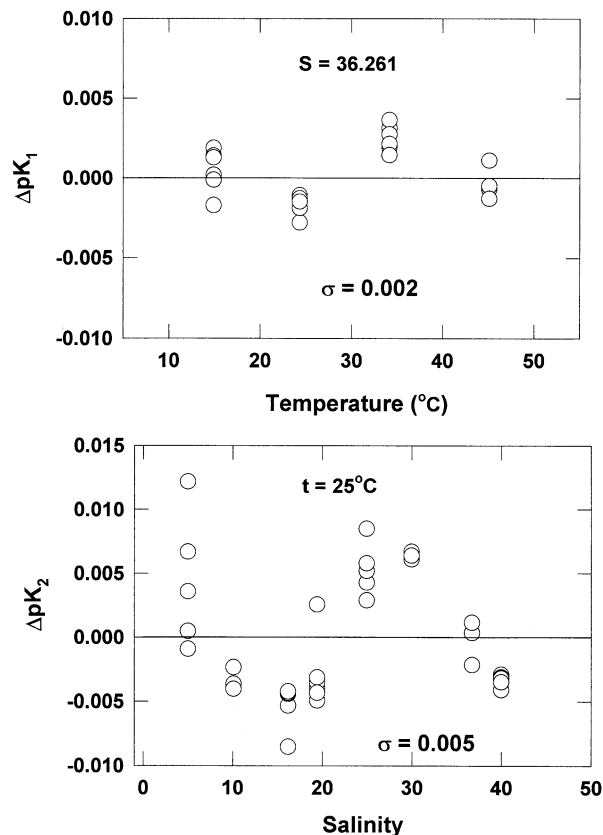 0.010
S = 36.261
0.005
ΔpK₁
0.000
-0.005
σ = 0.002
-0.010
10 20 30 40 50
Temperature (°C)
0.015
t = 25°C
0.010
0.005
ΔpK₂
0.000
-0.005
σ = 0.005
-0.010
0 10 20 30 40 50
Salinity